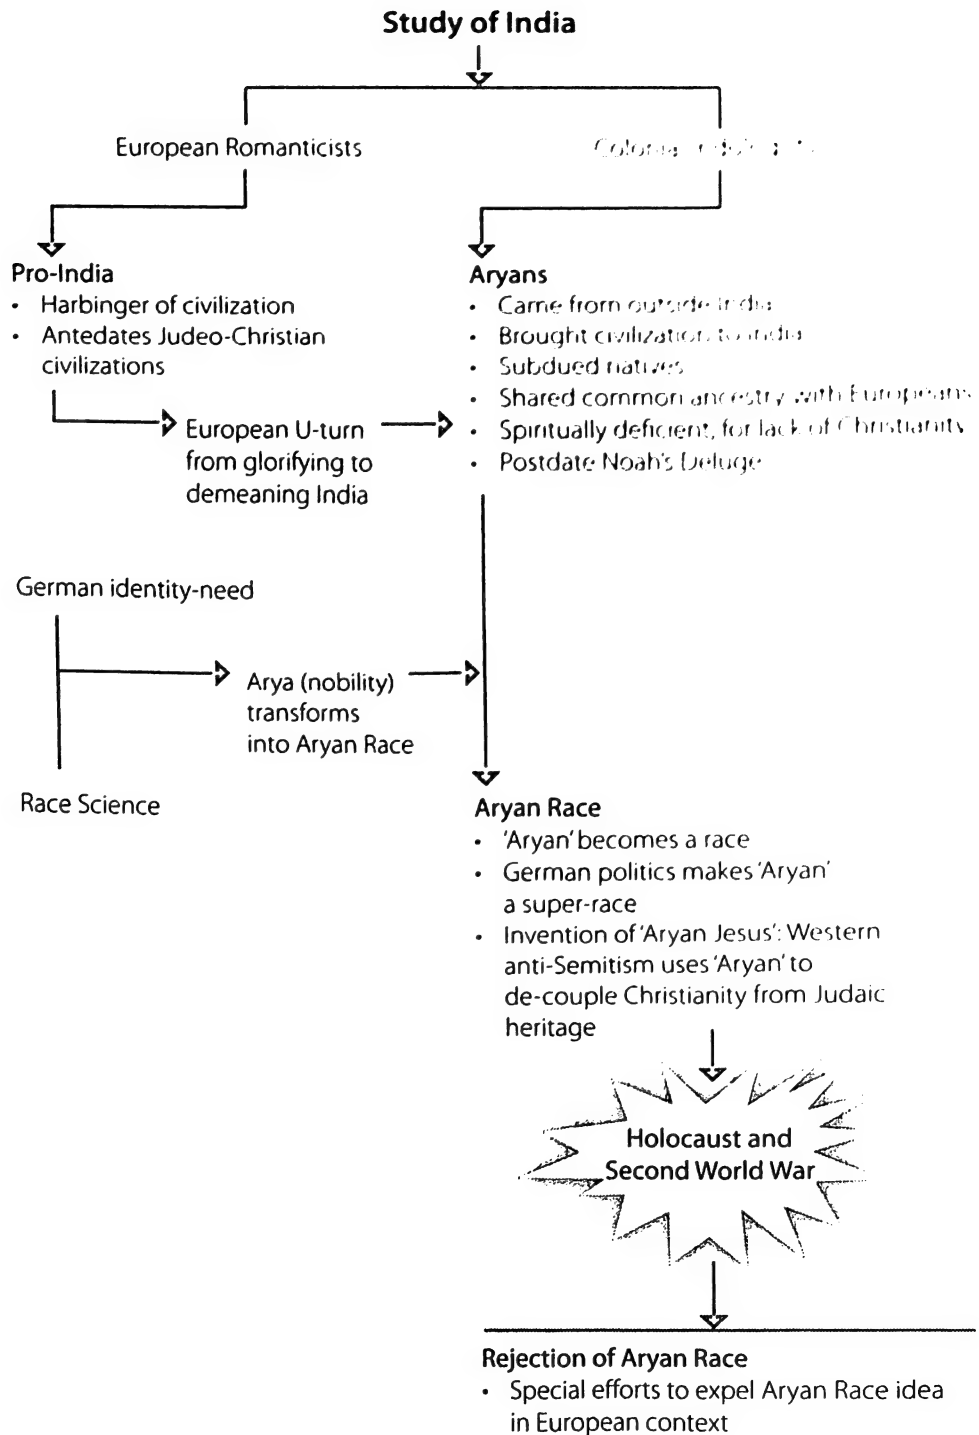 Study of India
European Romanticists
Pro-India
• Harbinger of civilization
• Antedates Judeo-Christian
civilizations
European U-turn
from glorifying to
demeaning India
Aryans
• Came from outside India
• Brought civilization to India
• Subdued natives
• Shared common ancestry with Europeans
• Spiritually deficient, for lack of Christianity
• Postdate Noah's Deluge
German identity-need
Arya (nobility)
transforms
into Aryan Race
Race Science
Aryan Race
• 'Aryan' becomes a race
• German politics makes 'Aryan'
a super-race
• Invention of 'Aryan Jesus': Western
anti-Semitism uses 'Aryan' to
de-couple Christianity from Judaic
heritage
Holocaust and
Second World War
Rejection of Aryan Race
• Special efforts to expel Aryan Race idea
in European context